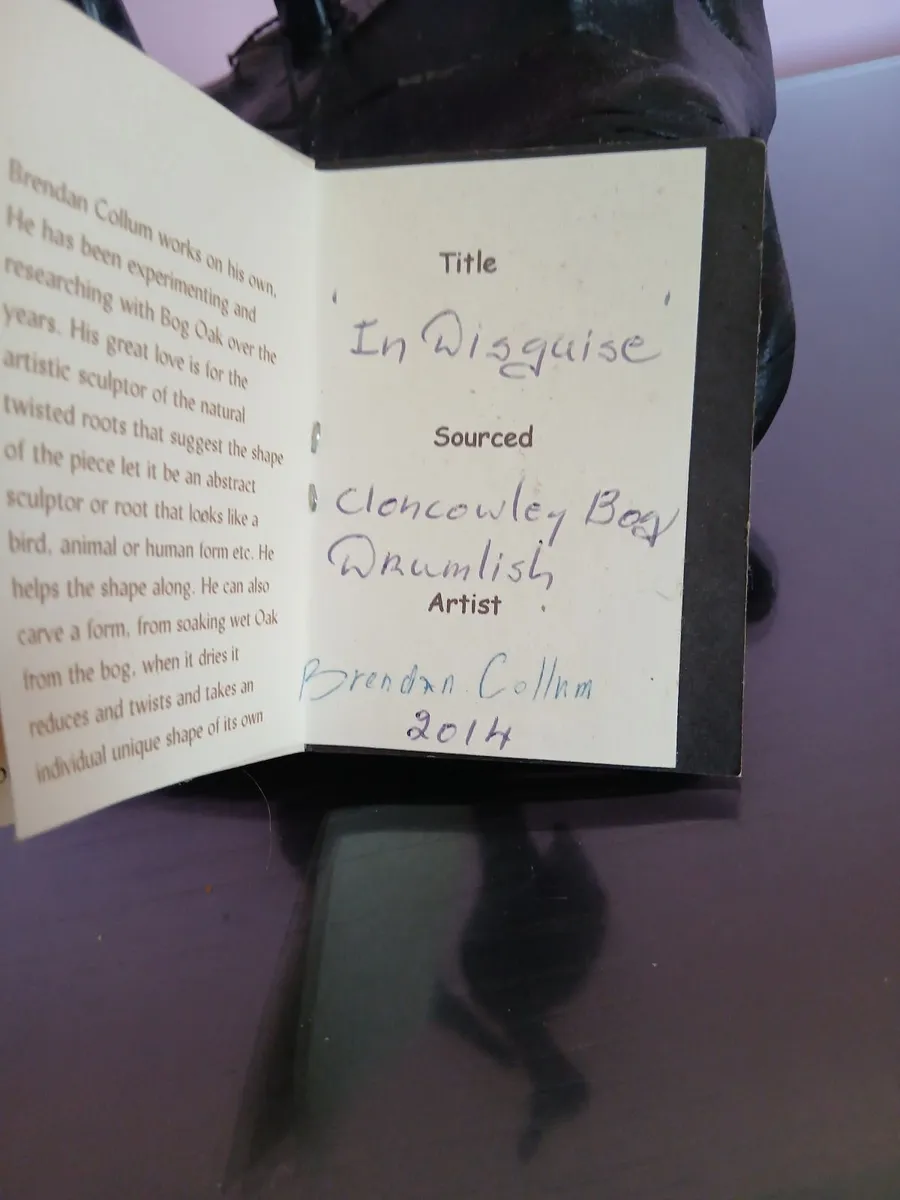 Brendan Collum works on his own,
He has been experimenting and
researching with Bog Oak over the
years. His great love is for the
artistic sculptor of the natural
twisted roots that suggest the shape
of the piece let it be an abstract
sculptor or root that looks like a
bird, animal or human form etc. He
helps the shape along. He can also
carve a form, from soaking wet Oak
from the bog, when it dries it
reduces and twists and takes an
individual unique shape of its own
Title
'In Disguise'
Sourced
Cloncowley Bog
Drumlish
Artist
Brendan Collum
2014